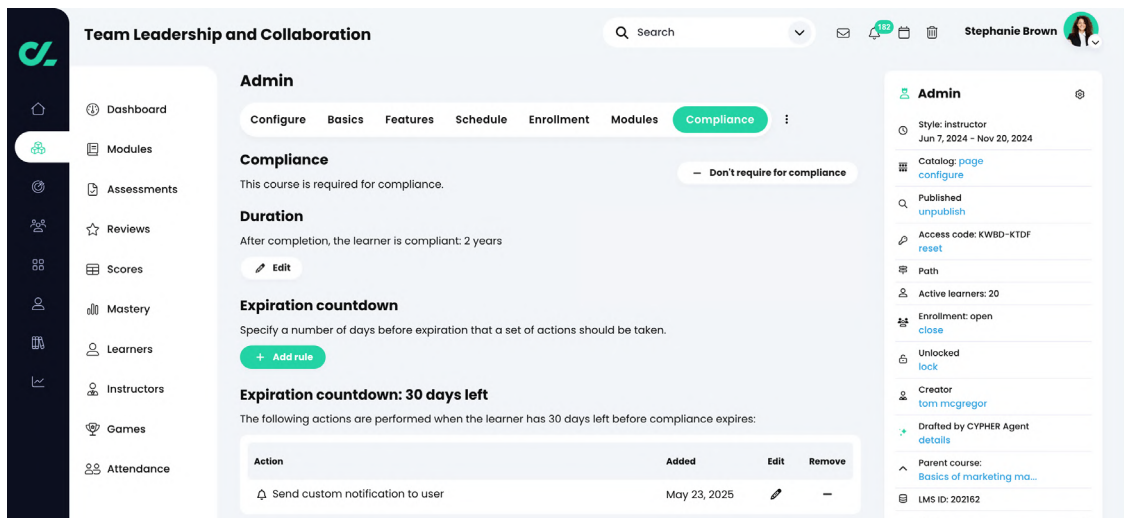 Team Leadership and Collaboration
Search
182
Stephanie Brown
Dashboard
Modules
Assessments
Reviews
Scores
Mastery
Learners
Instructors
Games
Attendance
Admin
Configure Basics Features Schedule Enrollment Modules Compliance
Compliance
This course is required for compliance.
Don't require for compliance
Duration
After completion, the learner is compliant: 2 years
Edit
Expiration countdown
Specify a number of days before expiration that a set of actions should be taken.
+ Add rule
Expiration countdown: 30 days left
The following actions are performed when the learner has 30 days left before compliance expires:
Action Added Edit Remove
Send custom notification to user May 23, 2025
Admin
Style: instructor
Jun 7, 2024 - Nov 20, 2024
Catalog: page
configure
Published
unpublish
Access code: KWBD-KTDF
reset
Path
Active learners: 20
Enrollment: open
close
Unlocked
lock
Creator
tom mcgregor
Drafted by CYPHER Agent
details
Parent course:
Basics of marketing ma...
LMS ID: 202162